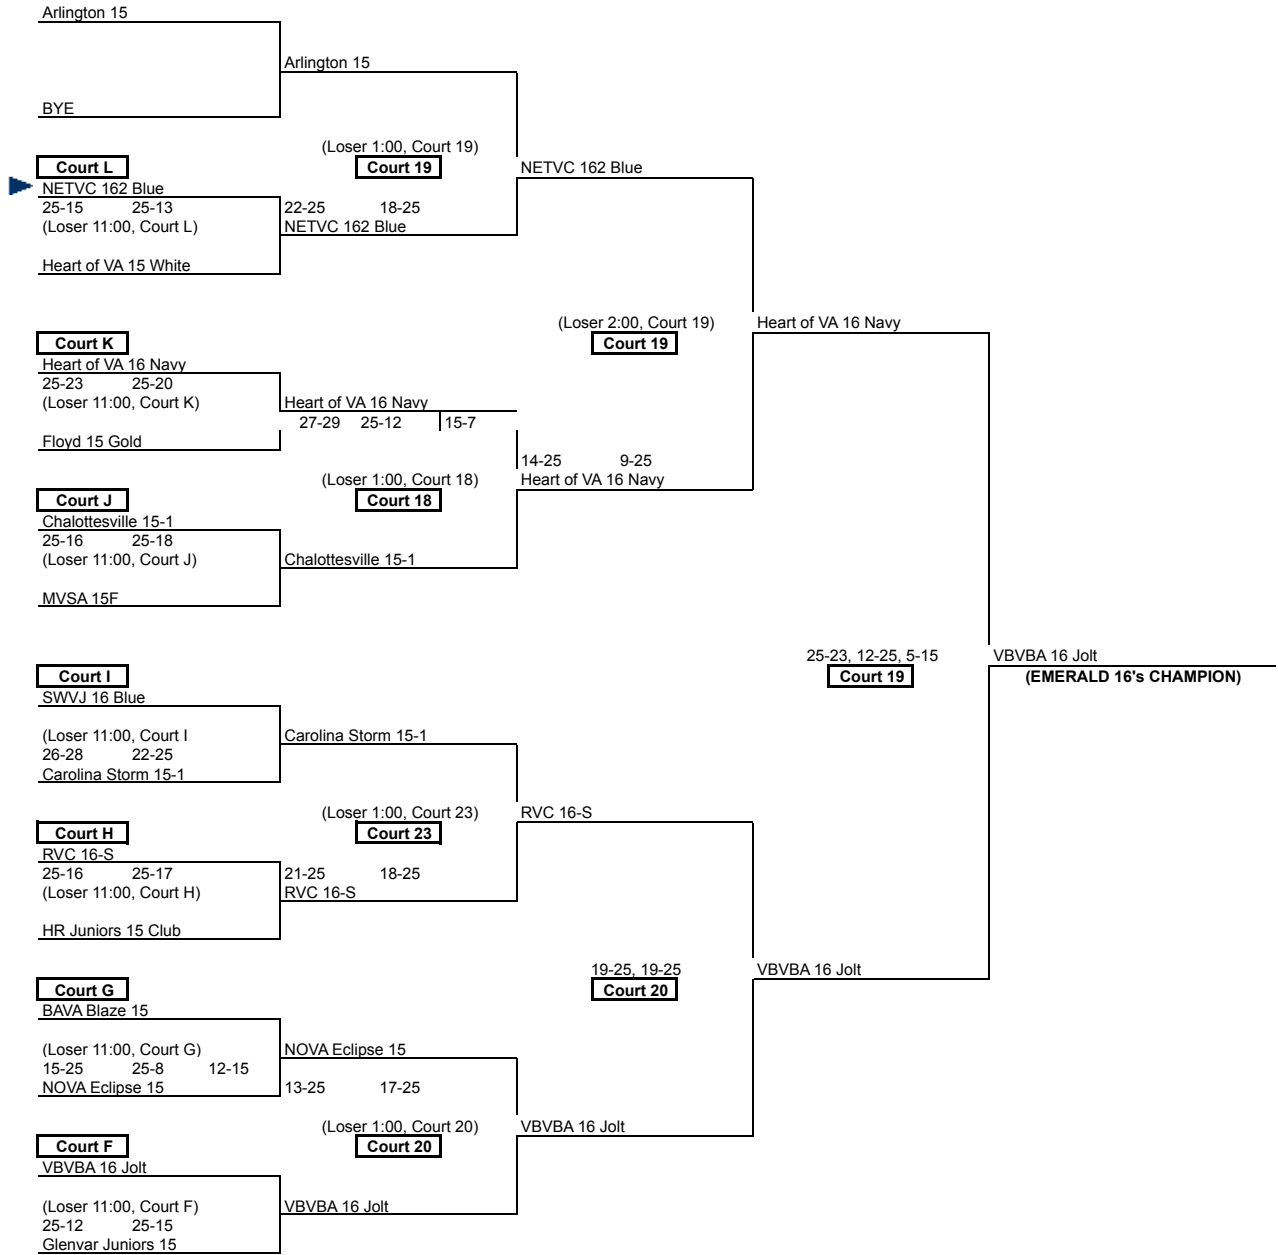 Arlington 15
Arlington 15
BYE
(Loser 1:00, Court 19)
Court L
Court 19
NETVC 162 Blue
NETVC 162 Blue
25-15 25-13
22-25 18-25
(Loser 11:00, Court L)
NETVC 162 Blue
Heart of VA 15 White
(Loser 2:00, Court 19)
Heart of VA 16 Navy
Court K
Court 19
Heart of VA 16 Navy
25-23 25-20
(Loser 11:00, Court K)
Heart of VA 16 Navy
27-29 25-12 15-7
Floyd 15 Gold
14-25 9-25
(Loser 1:00, Court 18)
Heart of VA 16 Navy
Court J
Court 18
Chalottesville 15-1
25-16 25-18
(Loser 11:00, Court J)
Chalottesville 15-1
MVSA 15F
25-23, 12-25, 5-15
VBVBA 16 Jolt
Court I
Court 19
(EMERALD 16's CHAMPION)
SWVJ 16 Blue
(Loser 11:00, Court I
Carolina Storm 15-1
26-28 22-25
Carolina Storm 15-1
(Loser 1:00, Court 23)
RVC 16-S
Court H
Court 23
RVC 16-S
25-16 25-17
21-25 18-25
(Loser 11:00, Court H)
RVC 16-S
HR Juniors 15 Club
19-25, 19-25
VBVBA 16 Jolt
Court G
Court 20
BAVA Blaze 15
(Loser 11:00, Court G)
NOVA Eclipse 15
15-25 25-8 12-15
NOVA Eclipse 15
13-25 17-25
(Loser 1:00, Court 20)
VBVBA 16 Jolt
Court F
Court 20
VBVBA 16 Jolt
(Loser 11:00, Court F)
VBVBA 16 Jolt
25-12 25-15
Glenvar Juniors 15